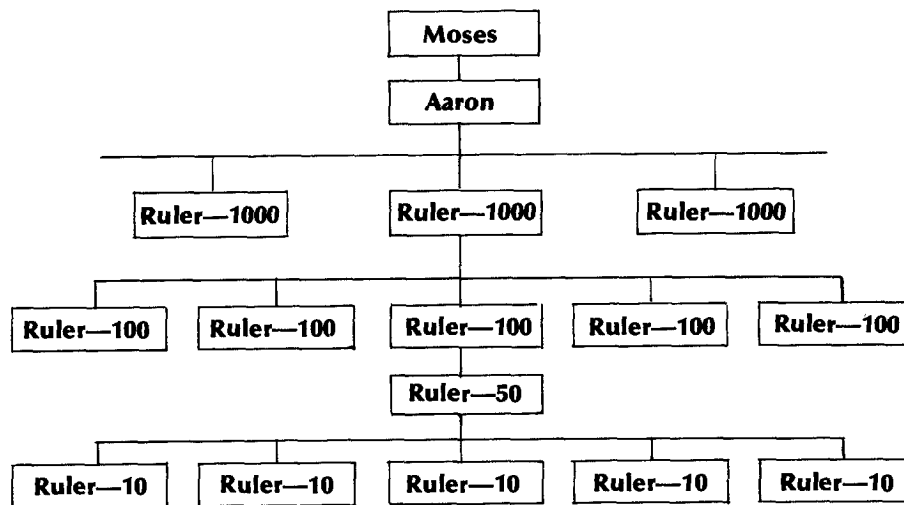 Moses
Aaron
Ruler—1000 Ruler—1000 Ruler—1000
Ruler—100 Ruler—100 Ruler—100 Ruler—100 Ruler—100
Ruler—50
Ruler—10 Ruler—10 Ruler—10 Ruler—10 Ruler—10